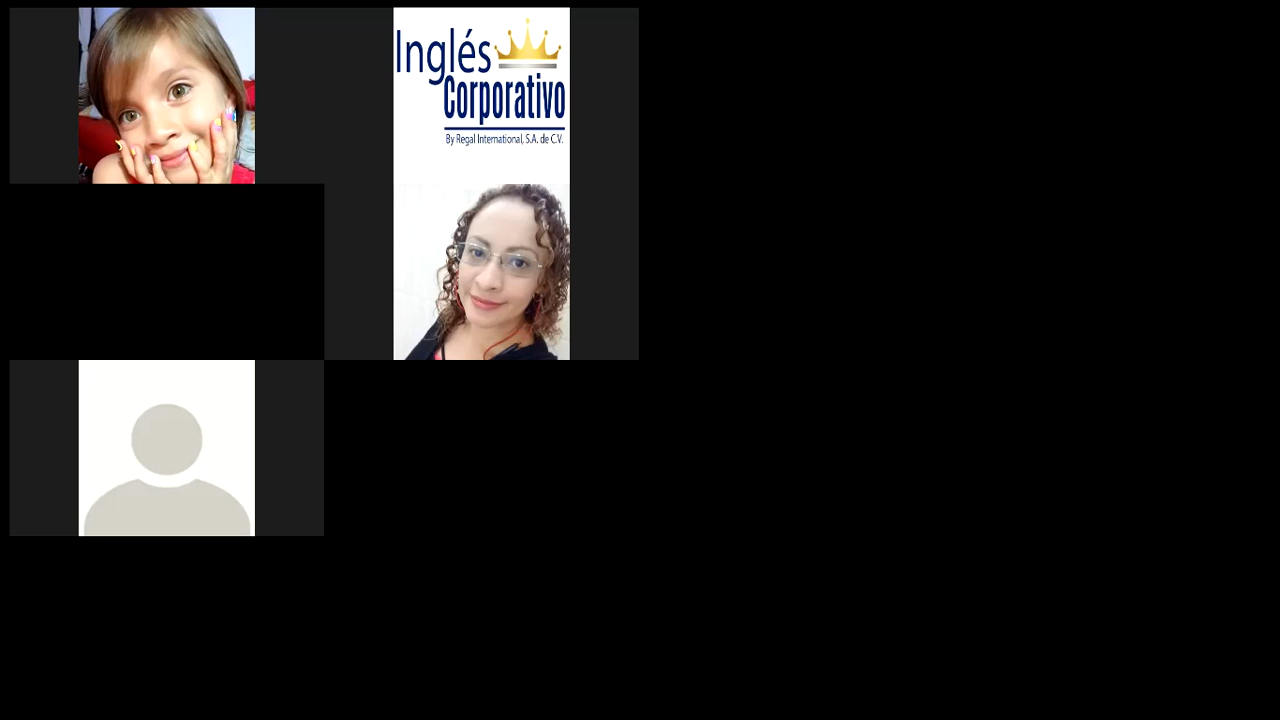 Inglés
Corporativo
By Regal International, S.A. de C.V.